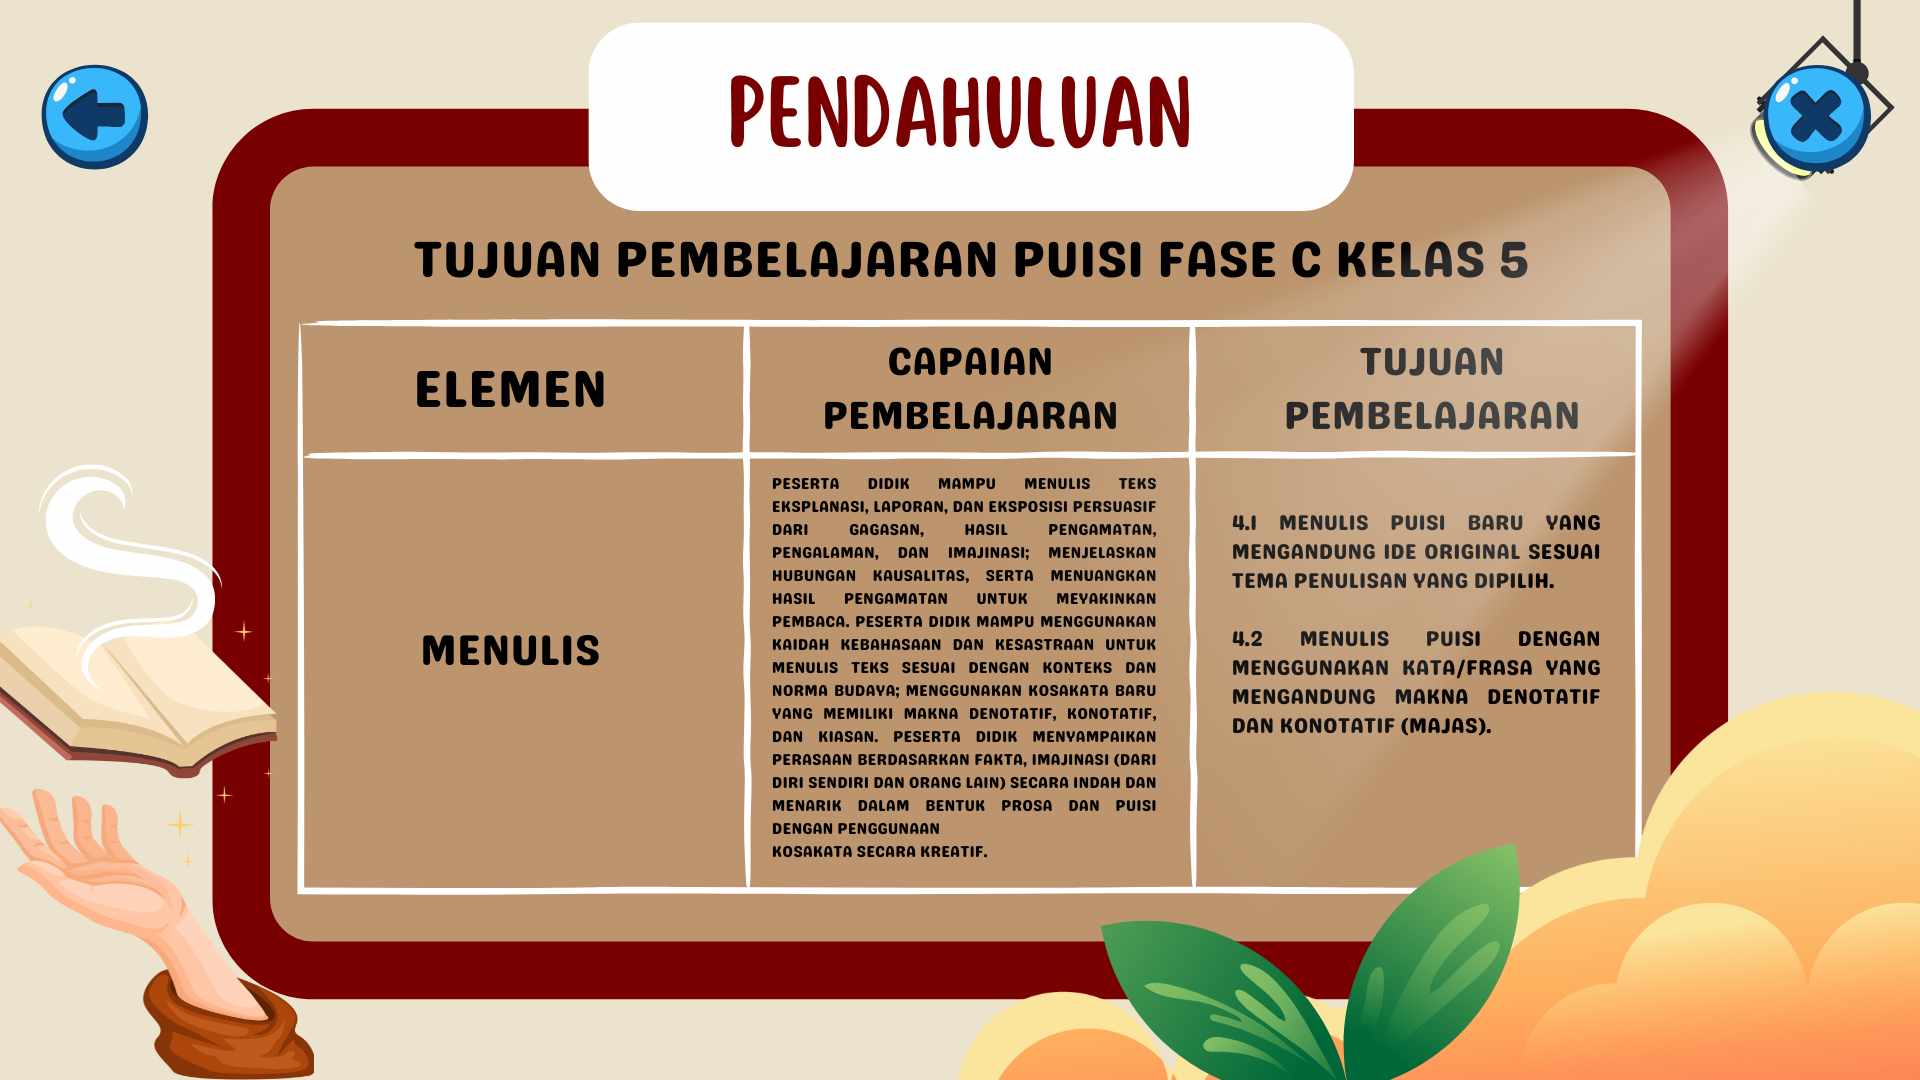 PENDAHULUAN
TUJUAN PEMBELAJARAN PUISI FASE C KELAS 5
ELEMEN
CAPAIAN
PEMBELAJARAN
TUJUAN
PEMBELAJARAN
MENULIS
PESERTA DIDIK MAMPU MENULIS TEKS
EKSPLANASI, LAPORAN, DAN EKSPOSISI PERSUASIF
DARI GAGASAN, HASIL PENGAMATAN,
PENGALAMAN, DAN IMAJINASI; MENJELASKAN
HUBUNGAN KAUSALITAS, SERTA MENUANGKAN
HASIL PENGAMATAN UNTUK MEYAKINKAN
PEMBACA. PESERTA DIDIK MAMPU MENGGUNAKAN
KAIDAH KEBAHASAAN DAN KESASTRAAN UNTUK
MENULIS TEKS SESUAI DENGAN KONTEKS DAN
NORMA BUDAYA; MENGGUNAKAN KOSAKATA BARU
YANG MEMILIKI MAKNA DENOTATIF, KONOTATIF,
DAN KIASAN. PESERTA DIDIK MENYAMPAIKAN
PERASAAN BERDASARKAN FAKTA, IMAJINASI (DARI
DIRI SENDIRI DAN ORANG LAIN) SECARA INDAH DAN
MENARIK DALAM BENTUK PROSA DAN PUISI
DENGAN PENGGUNAAN
KOSAKATA SECARA KREATIF.
4.1 MENULIS PUISI BARU YANG
MENGANDUNG IDE ORIGINAL SESUAI
TEMA PENULISAN YANG DIPILIH.
4.2 MENULIS PUISI DENGAN
MENGGUNAKAN KATA/FRASA YANG
MENGANDUNG MAKNA DENOTATIF
DAN KONOTATIF (MAJAS).